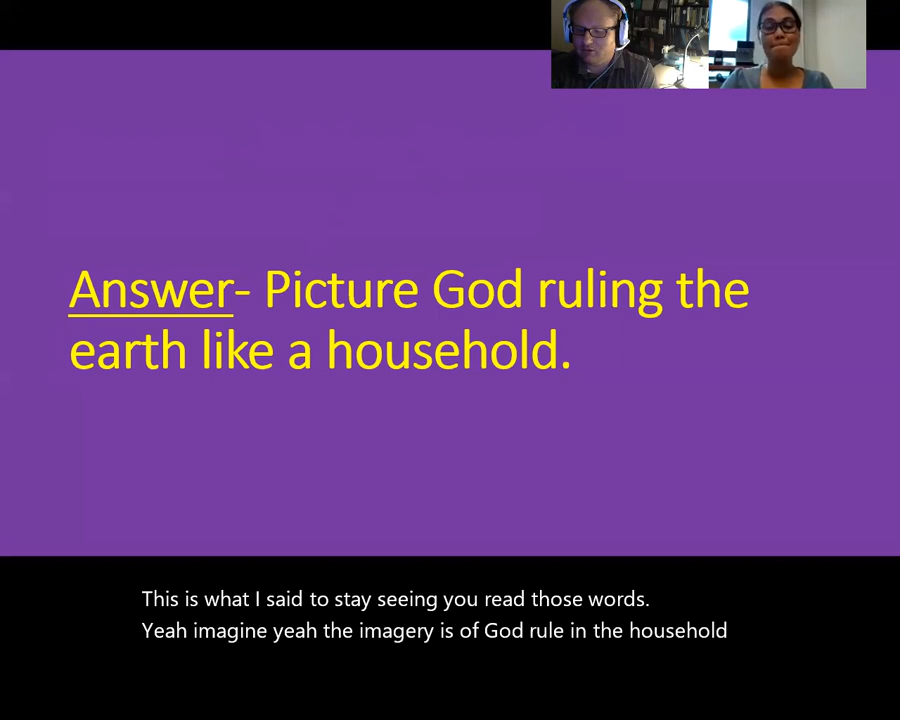 Answer- Picture God ruling the
earth like a household.
This is what I said to stay seeing you read those words.
Yeah imagine yeah the imagery is of God rule in the household